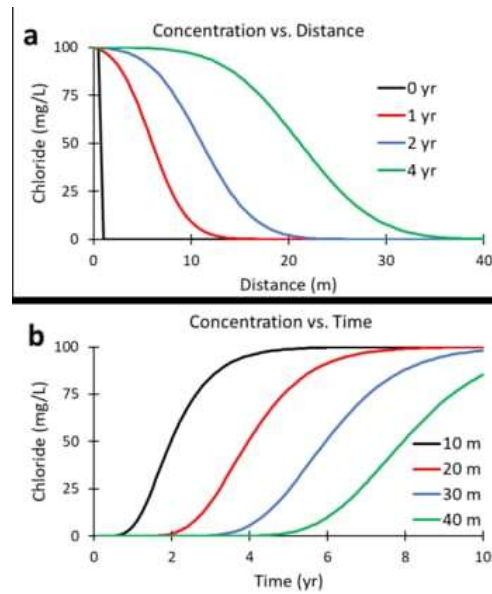 a
Concentration vs. Distance
100
75
50
25
0
Chloride (mg/L)
0 yr
1 yr
2 yr
4 yr
0 10 20 30 40
Distance (m)
b
Concentration vs. Time
100
75
50
25
0
Chloride (mg/L)
10 m
20 m
30 m
40 m
0 2 4 6 8 10
Time (yr)